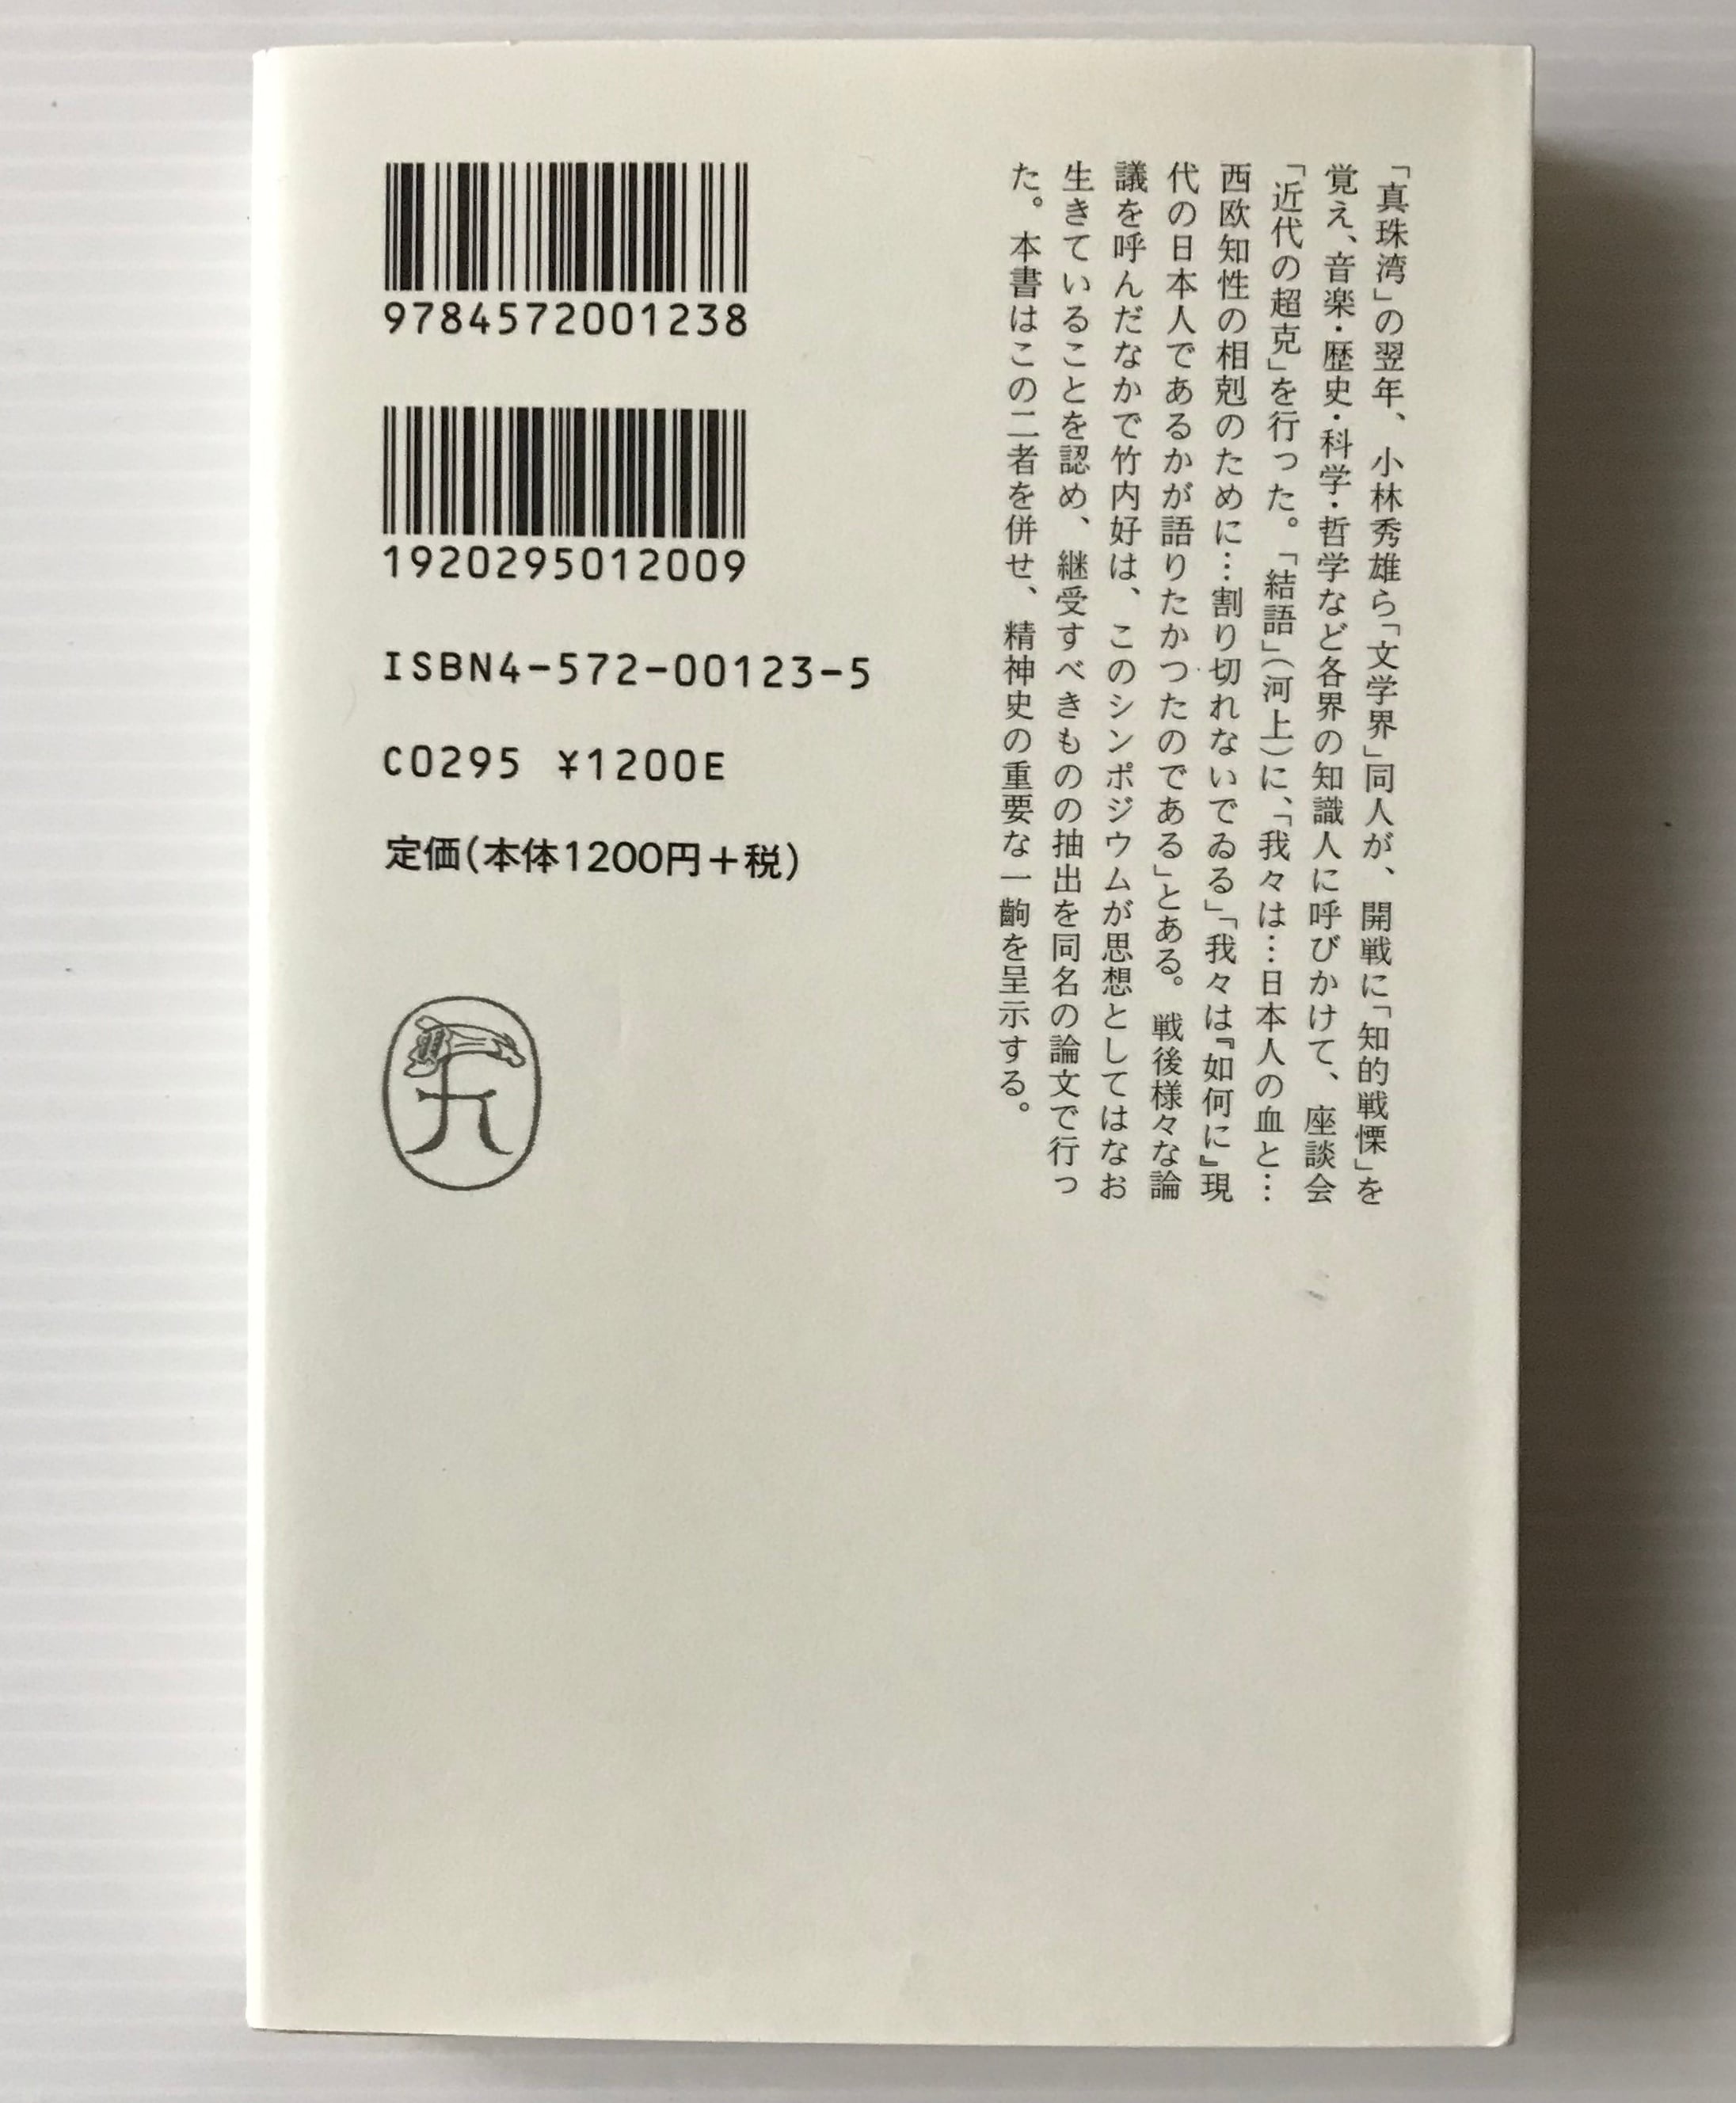 「真珠湾」の翌年、小林秀雄ら「文学界」同人が、開戦に「知的戦慄」を
覚え、音楽・歴史・科学・哲学など各界の知識人に呼びかけて、座談会
「近代の超克」を行った。「結語」(河上)に、「我々は…日本人の血と…
西欧知性の相剋のために…割り切れないでゐる」「我々は『如何に』現
代の日本人であるかが語りたかつたのである」とある。戦後様々な論
議を呼んだなかで竹内好は、このシンポジウムが思想としてはなお
生きていることを認め、継受すべきものの抽出を同名の論文で行っ
た。本書はこの二者を併せ、精神史の重要な一齣を呈示する。
9784572001238
1920295012009
ISBN4-572-00123-5
C0295 ¥1200E
定価(本体1200円+税)